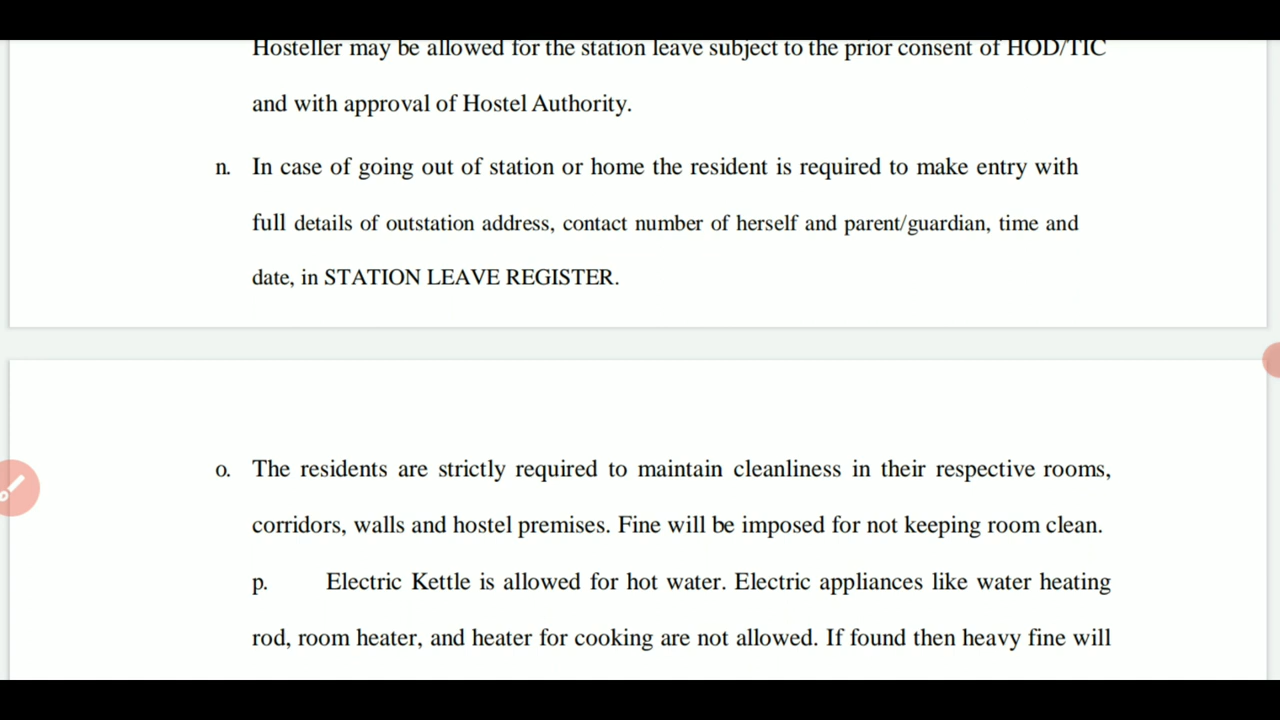 Hosteller may be allowed for the station leave subject to the prior consent of HOD/TIC
and with approval of Hostel Authority.
n. In case of going out of station or home the resident is required to make entry with
full details of outstation address, contact number of herself and parent/guardian, time and
date, in STATION LEAVE REGISTER.
o. The residents are strictly required to maintain cleanliness in their respective rooms,
corridors, walls and hostel premises. Fine will be imposed for not keeping room clean.
p. Electric Kettle is allowed for hot water. Electric appliances like water heating
rod, room heater, and heater for cooking are not allowed. If found then heavy fine will